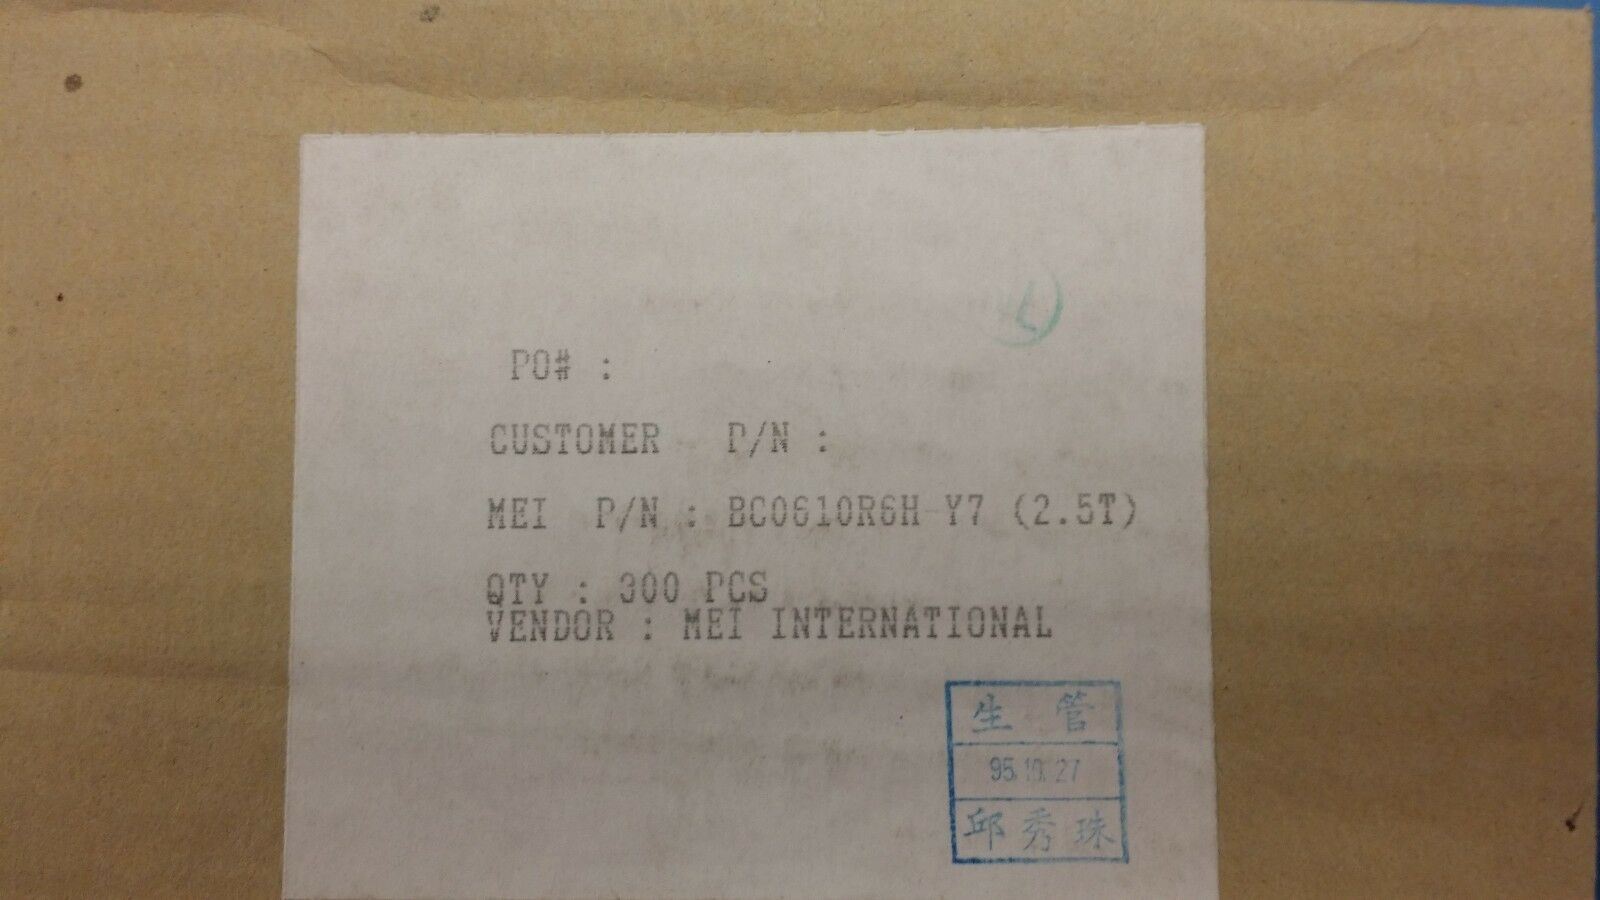 PO# :
CUSTOMER P/N :
MEI P/N : BC0610R6H-Y7 (2.5T)
QTY : 300 PCS
VENDOR : MEI INTERNATIONAL
生 管
95.10.27
邱 秀 珠